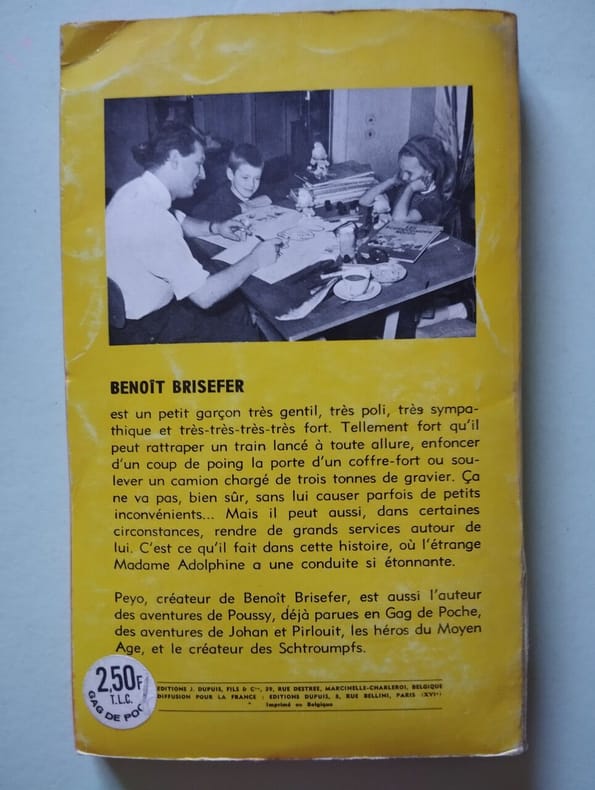 BENOÎT BRISEFER
est un petit garçon très gentil, très poli, très sympa-
thique et très-très-très-très fort. Tellement fort qu'il
peut rattraper un train lancé à toute allure, enfoncer
d'un coup de poing la porte d'un coffre-fort ou sou-
lever un camion chargé de trois tonnes de gravier. Ça
ne va pas, bien sûr, sans lui causer parfois de petits
inconvénients... Mais il peut aussi, dans certaines
circonstances, rendre de grands services autour de
lui. C'est ce qu'il fait dans cette histoire, où l'étrange
Madame Adolphine a une conduite si étonnante.
Peyo, créateur de Benoît Brisefer, est aussi l'auteur
des aventures de Poussy, déjà parues en Gag de Poche,
des aventures de Johan et Pirlouit, les héros du Moyen
Age, et le créateur des Schtroumpfs.
2,50F
T.L.C.
GAG DE POC
EDITIONS J. DUPUIS, FILS & Cie, 39, RUE DESTREE, MARCINELLE-CHARLEROI, BELGIQUE
DIFFUSION POUR LA FRANCE : EDITIONS DUPUIS, 8, RUE BELLINI, PARIS (XVIe)
Imprimé en Belgique